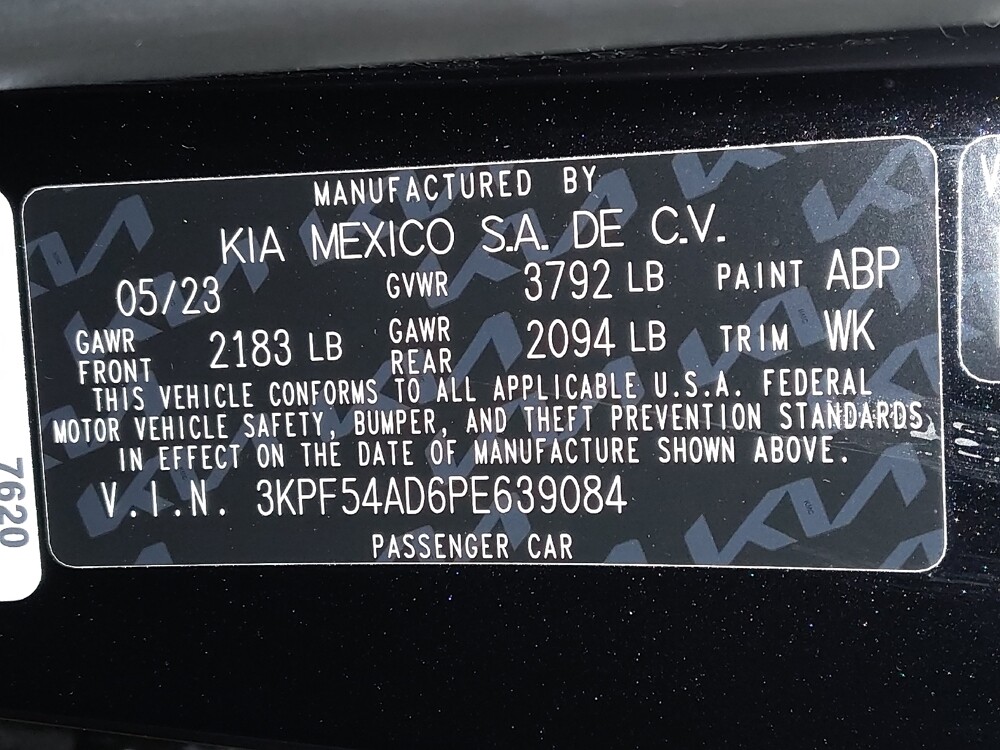 MANUFACTURED BY
KIA MEXICO S.A. DE C.V.
05/23 GVWR 3792 LB PAINT ABP
GAWR FRONT 2183 LB GAWR REAR 2094 LB TRIM WK
THIS VEHICLE CONFORMS TO ALL APPLICABLE U.S.A. FEDERAL
MOTOR VEHICLE SAFETY, BUMPER, AND THEFT PREVENTION STANDARDS
IN EFFECT ON THE DATE OF MANUFACTURE SHOWN ABOVE.
V.I.N. 3KPF54AD6PE639084
PASSENGER CAR
7620